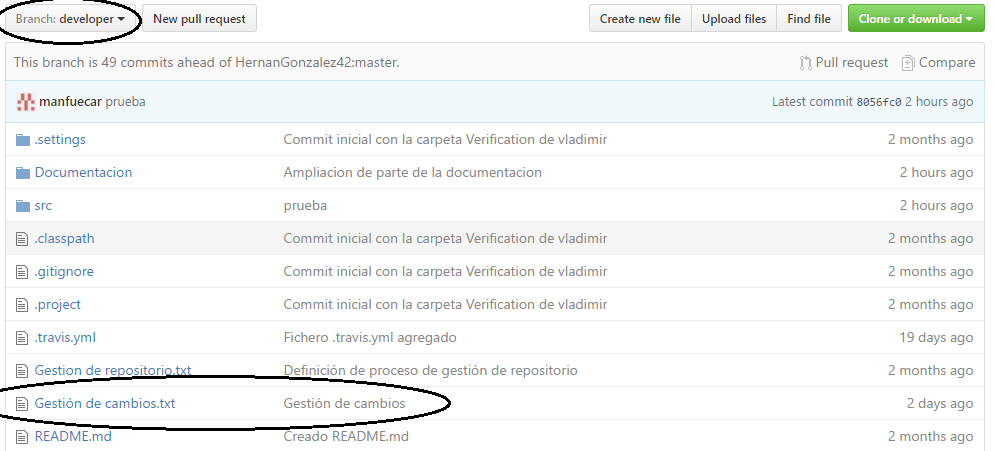 Branch: developer New pull request Create new file Upload files Find file Clone or download
This branch is 49 commits ahead of HernanGonzalez42:master. Pull request Compare
manfuecar prueba Latest commit 8056fc0 2 hours ago
.settings Commit inicial con la carpeta Verification de vladimir 2 months ago
Documentacion Ampliacion de parte de la documentacion 2 hours ago
src prueba 2 hours ago
.classpath Commit inicial con la carpeta Verification de vladimir 2 months ago
.gitignore Commit inicial con la carpeta Verification de vladimir 2 months ago
.project Commit inicial con la carpeta Verification de vladimir 2 months ago
.travis.yml Fichero .travis.yml agregado 19 days ago
Gestion de repositorio.txt Definición de proceso de gestión de repositorio 2 months ago
Gestión de cambios.txt Gestión de cambios 2 days ago
README.md Creado README.md 2 months ago